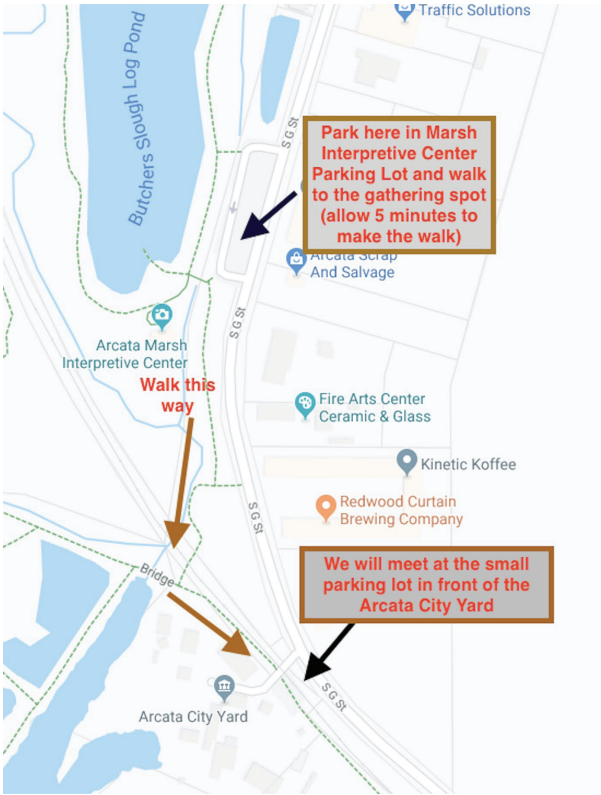 Traffic Solutions
Butchers Slough Log Pond
S G St
Park here in Marsh
Interpretive Center
Parking Lot and walk
to the gathering spot
(allow 5 minutes to
make the walk)
Arcata Scrap
And Salvage
S G St
Arcata Marsh
Interpretive Center
Walk this
way
Fire Arts Center
Ceramic & Glass
Kinetic Koffee
Redwood Curtain
Brewing Company
S G St
We will meet at the small
parking lot in front of the
Arcata City Yard
Bridge
Arcata City Yard
S G St